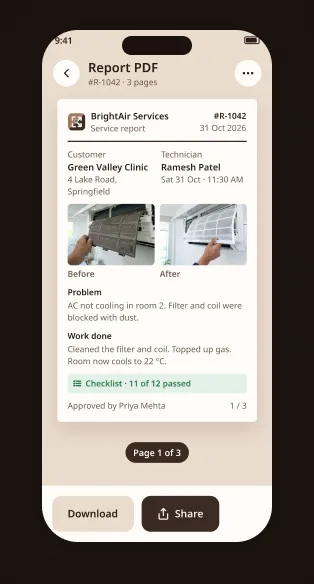 9:41
Report PDF
#R-1042 · 3 pages
BrightAir Services
#R-1042
Service report
31 Oct 2026
Customer
Green Valley Clinic
4 Lake Road,
Springfield
Technician
Ramesh Patel
Sat 31 Oct · 11:30 AM
Before
After
Problem
AC not cooling in room 2. Filter and coil were
blocked with dust.
Work done
Cleaned the filter and coil. Topped up gas.
Room now cools to 22 °C.
Checklist · 11 of 12 passed
Approved by Priya Mehta
1 / 3
Page 1 of 3
Download
Share